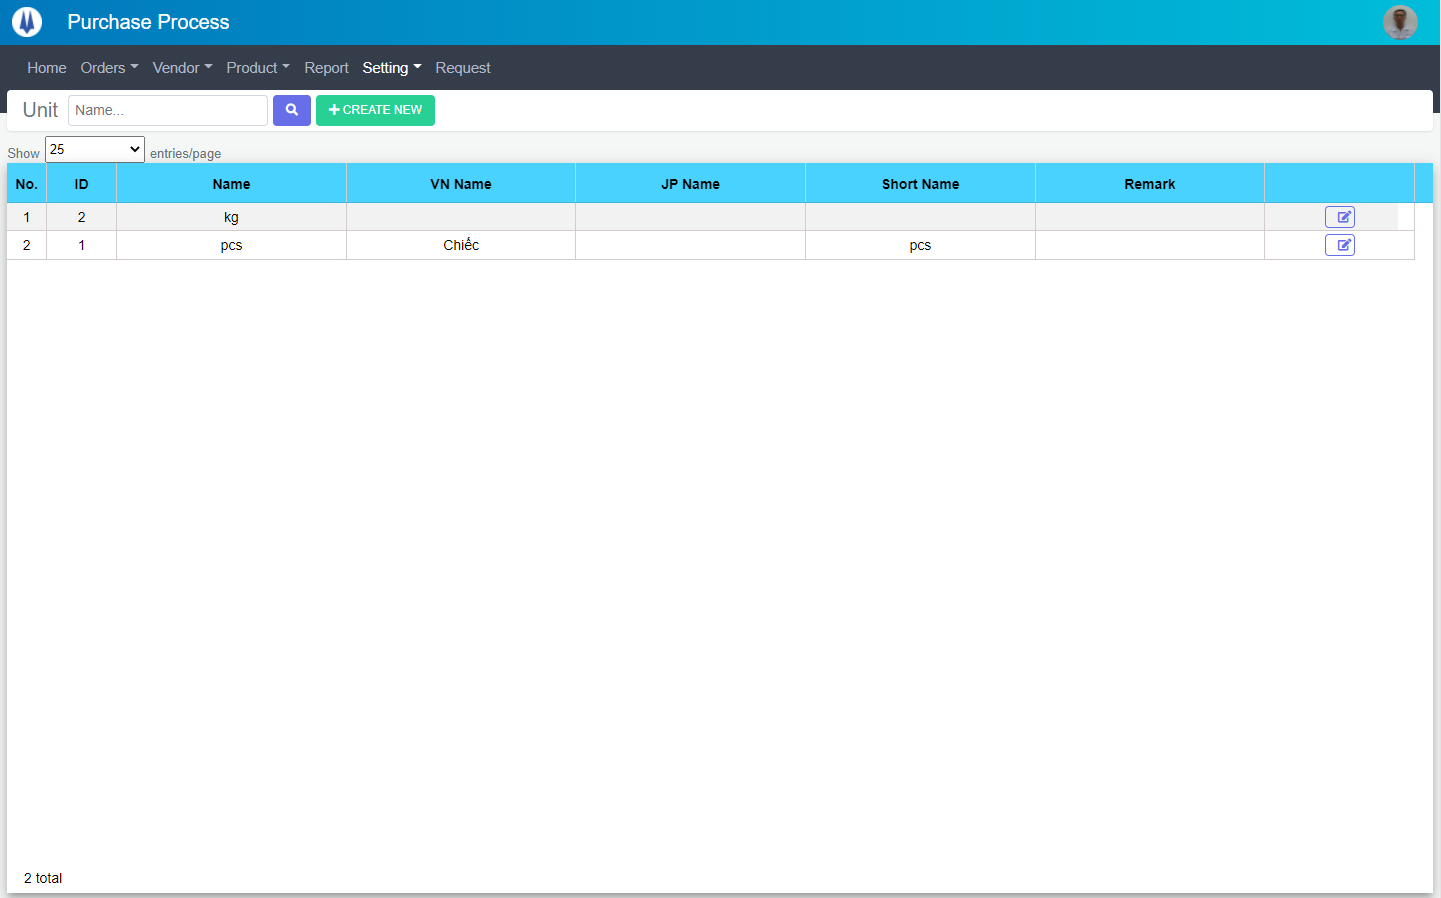 Purchase Process
Home Orders Vendor Product Report Setting Request
Unit Name... CREATE NEW
Show 25 entries/page
No. ID Name VN Name JP Name Short Name Remark
1 2 kg
2 1 pcs Chiếc pcs
2 total